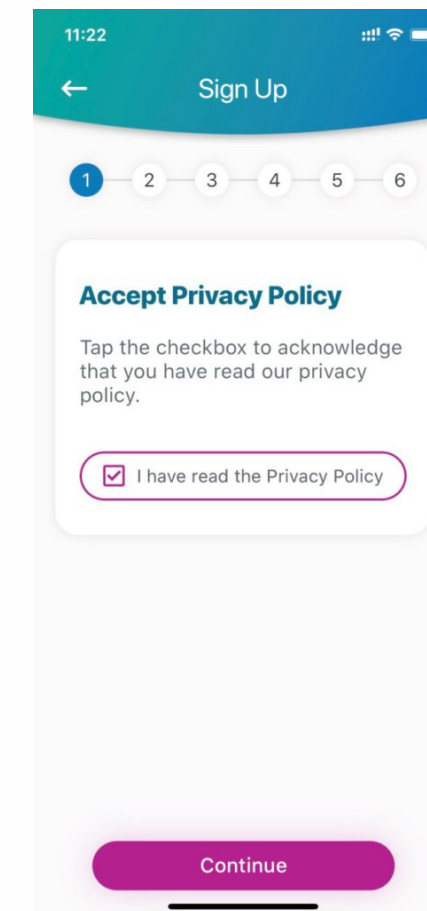 11:22
Sign Up
1 2 3 4 5 6
Accept Privacy Policy
Tap the checkbox to acknowledge
that you have read our privacy
policy.
I have read the Privacy Policy
Continue